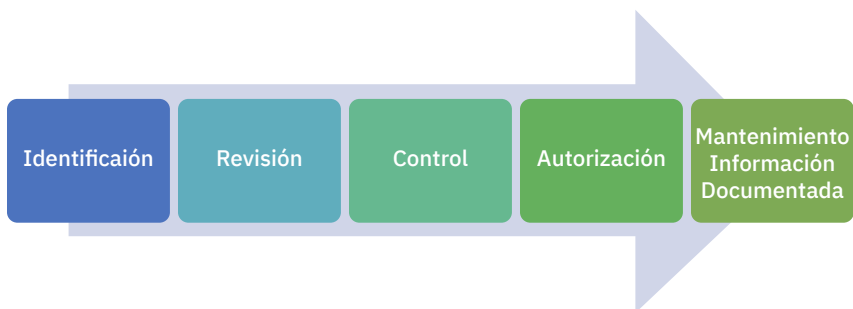 Identificaión
Revisión
Control
Autorización
Mantenimiento
Información
Documentada